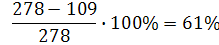 (278 − 109)/278 · 100% = 61%